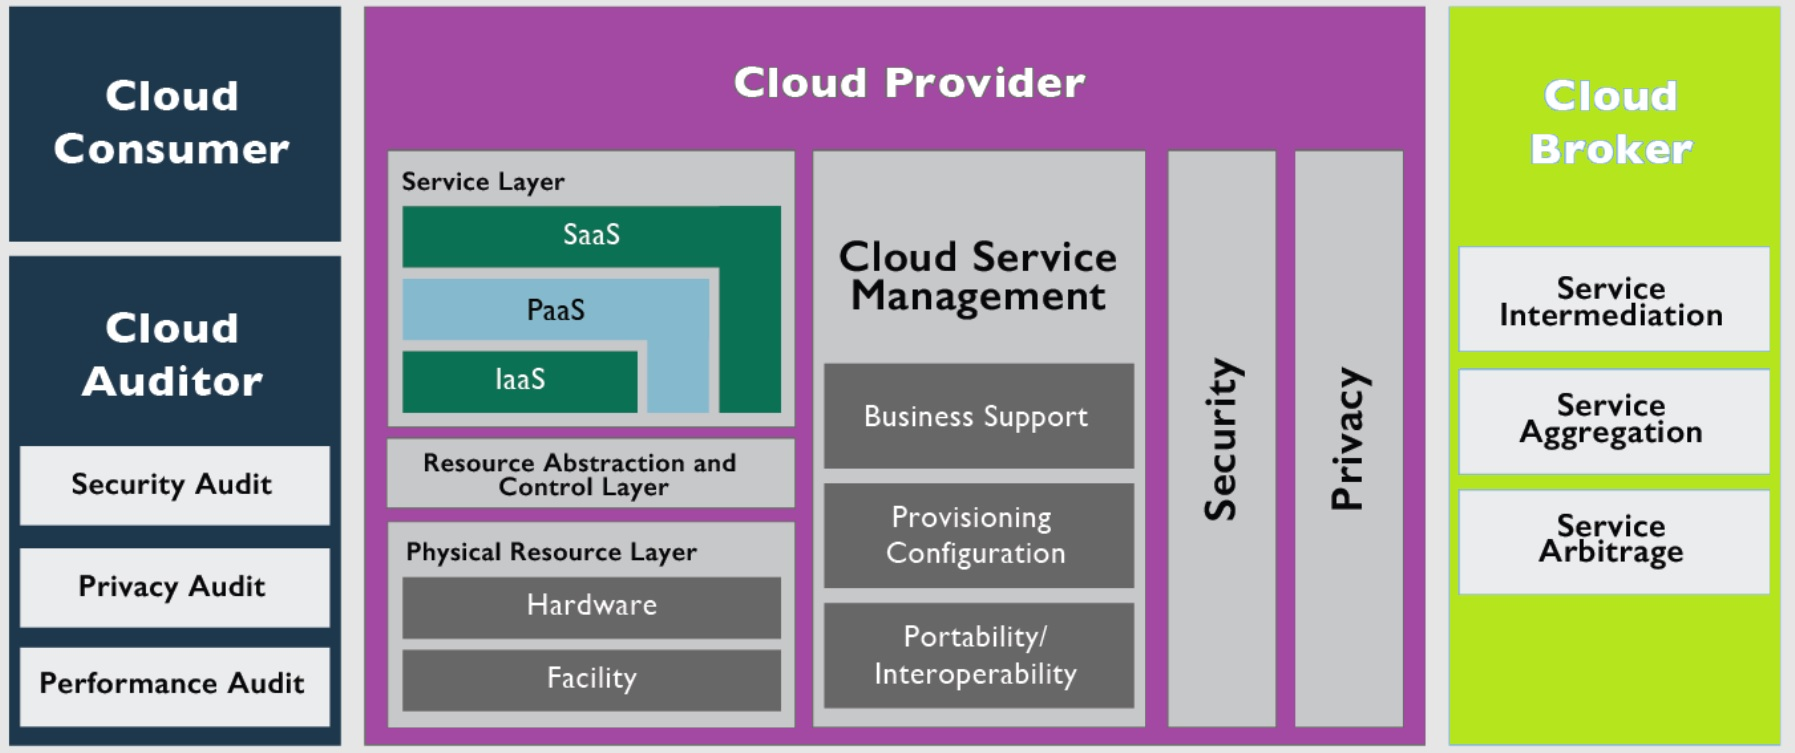 Cloud
Consumer
Cloud
Auditor
Security Audit
Privacy Audit
Performance Audit
Cloud Provider
Service Layer
SaaS
PaaS
IaaS
Resource Abstraction and
Control Layer
Physical Resource Layer
Hardware
Facility
Cloud Service
Management
Business Support
Provisioning
Configuration
Portability/
Interoperability
Security
Privacy
Cloud
Broker
Service
Intermediation
Service
Aggregation
Service
Arbitrage